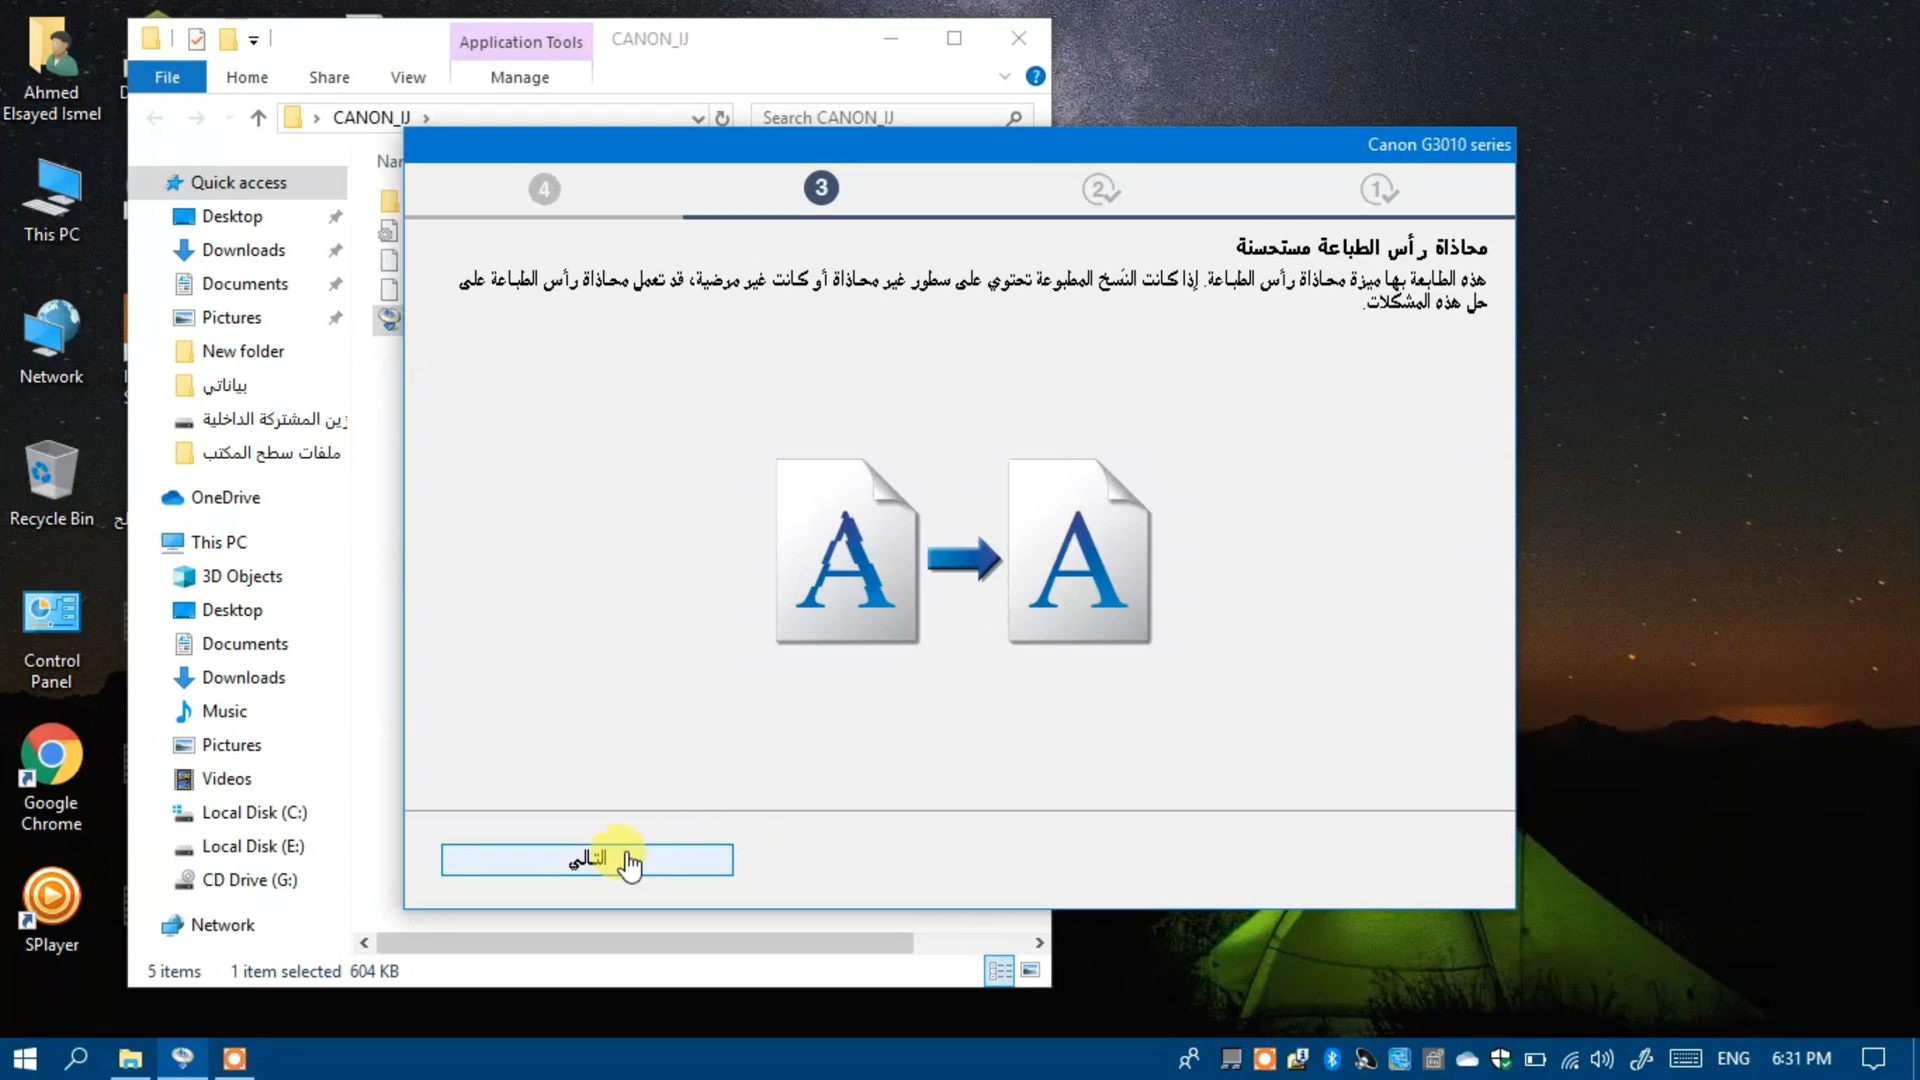 Ahmed
Elsayed Ismel
This PC
Network
Recycle Bin
Control
Panel
Google
Chrome
SPlayer
Application Tools
CANON_IJ
File
Home
Share
View
Manage
CANON_IJ
Search CANON_IJ
Quick access
Desktop
Downloads
Documents
Pictures
New folder
بياناتي
زين المشتركة الداخلية
ملفات سطح المكتب
OneDrive
This PC
3D Objects
Desktop
Documents
Downloads
Music
Pictures
Videos
Local Disk (C:)
Local Disk (E:)
CD Drive (G:)
Network
5 items
1 item selected 604 KB
Canon G3010 series
1
2
3
4
محاذاة رأس الطباعة مستحسنة
هذه الطابعة بها ميزة محاذاة رأس الطباعة. إذا كانت النسخ المطبوعة تحتوي على سطور غير محاذاة أو كانت غير مرضية، قد تعمل محاذاة رأس الطباعة على
حل هذه المشكلات.
A
A
التالي
ENG
6:31 PM